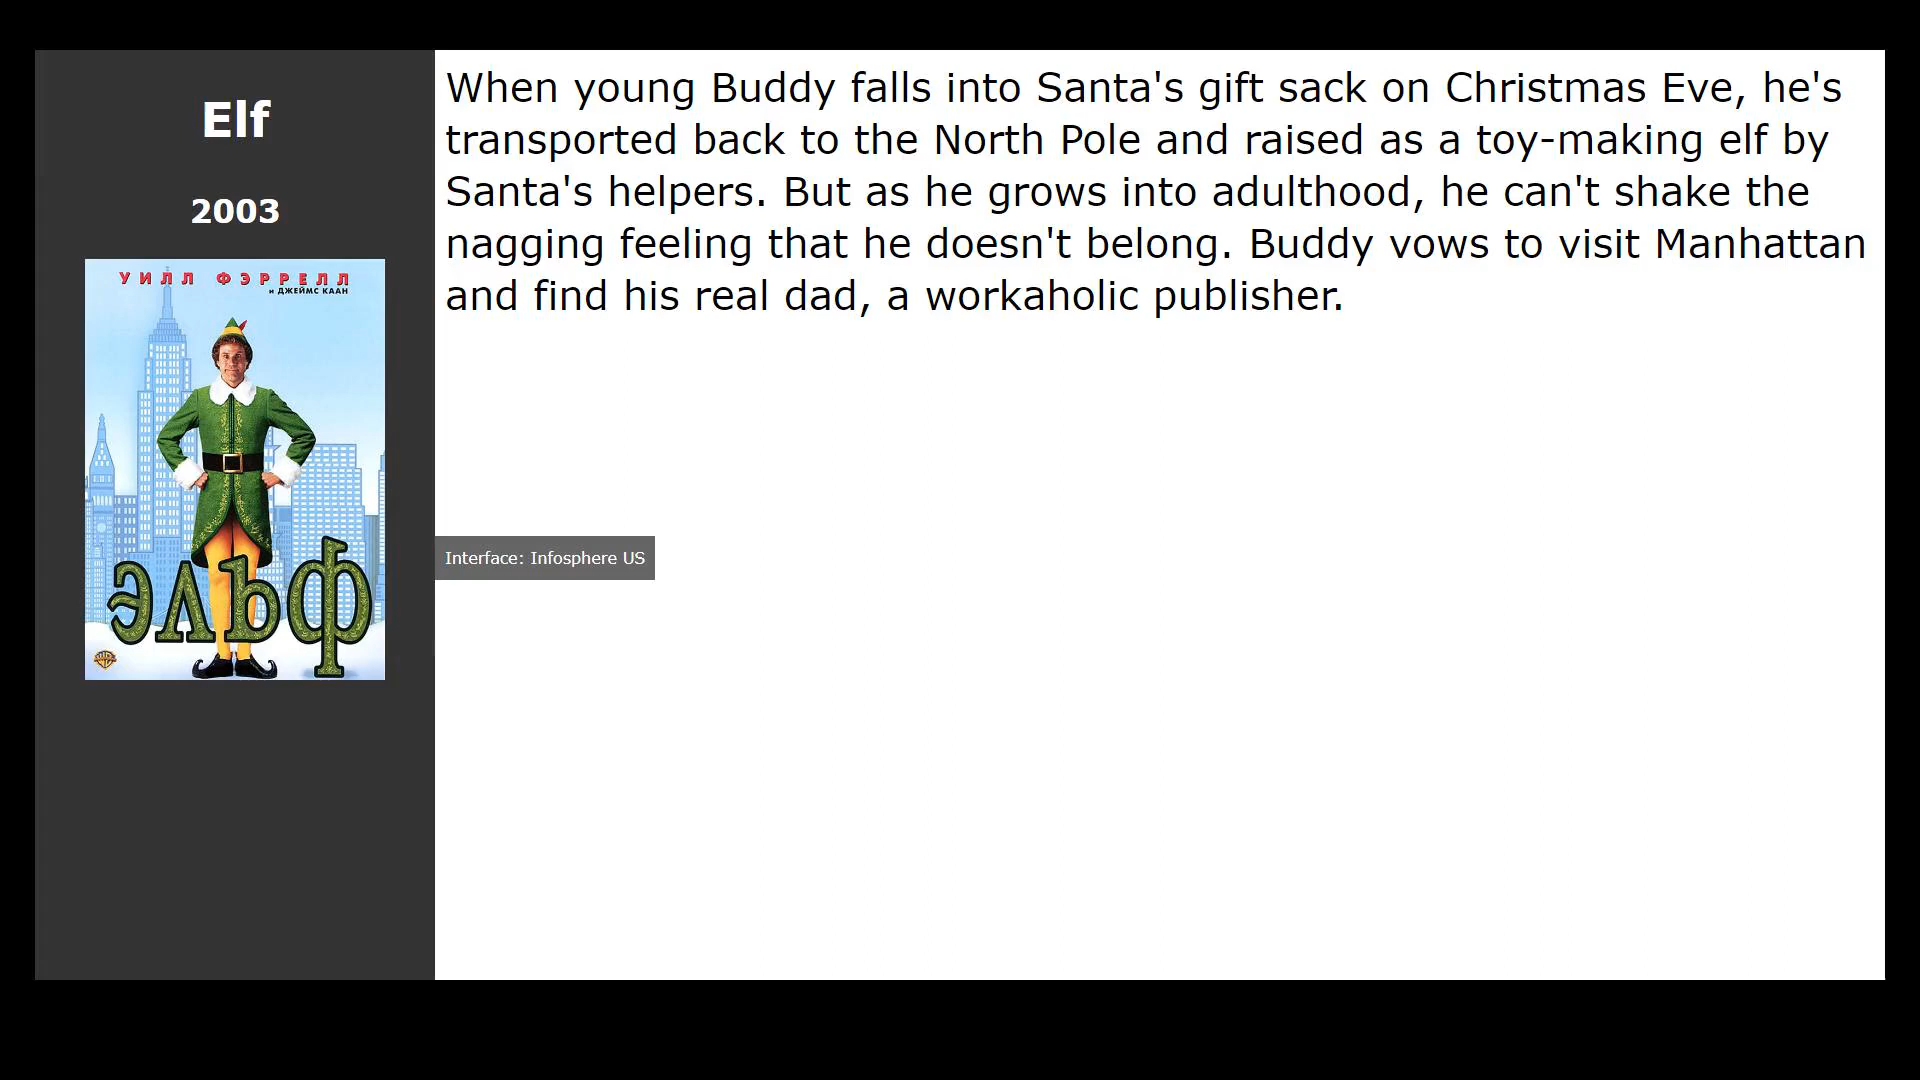 Elf
2003
УИЛЛ ФЭРРЕЛЛ
и ДЖЕЙМС КААН
эльф
When young Buddy falls into Santa's gift sack on Christmas Eve, he's
transported back to the North Pole and raised as a toy-making elf by
Santa's helpers. But as he grows into adulthood, he can't shake the
nagging feeling that he doesn't belong. Buddy vows to visit Manhattan
and find his real dad, a workaholic publisher.
Interface: Infosphere US